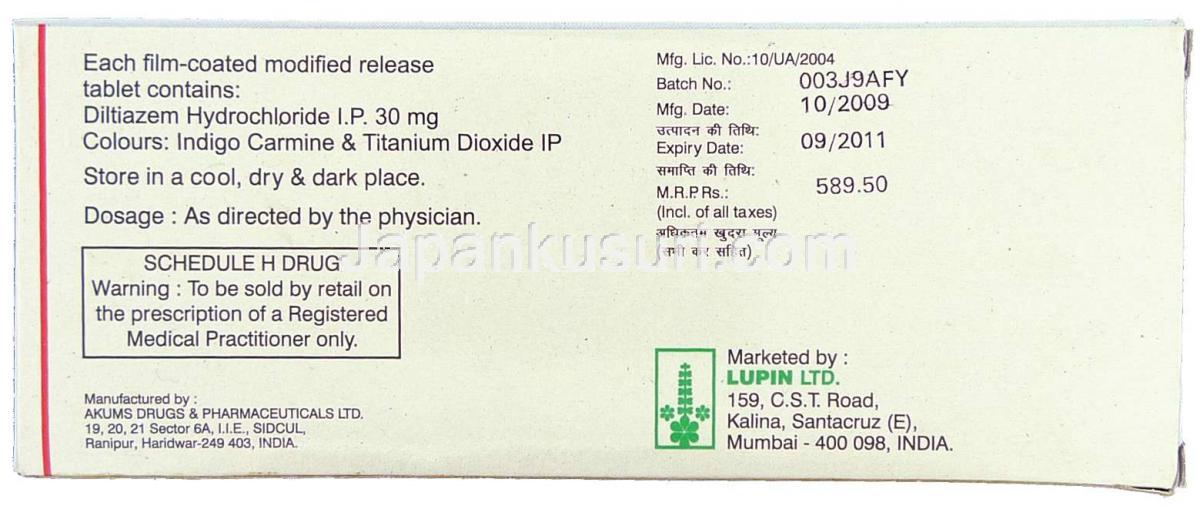 Each film-coated modified release
tablet contains:
Diltiazem Hydrochloride I.P. 30 mg
Colours: Indigo Carmine & Titanium Dioxide IP
Store in a cool, dry & dark place.
Dosage : As directed by the physician.
SCHEDULE H DRUG
Warning : To be sold by retail on
the prescription of a Registered
Medical Practitioner only.
Manufactured by :
AKUMS DRUGS & PHARMACEUTICALS LTD.
19, 20, 21 Sector 6A, I.I.E., SIDCUL,
Ranipur, Haridwar-249 403, INDIA.
Mfg. Lic. No.:10/UA/2004
Batch No.: 003J9AFY
Mfg. Date: 10/2009
उत्पादन की तिथि:
Expiry Date: 09/2011
समाप्ति की तिथि:
M.R.P Rs.: 589.50
(Incl. of all taxes)
अधिकतम खुदरा मूल्य
(सभी कर सहित)
Japankusuri.com
Marketed by :
LUPIN LTD.
159, C.S.T. Road,
Kalina, Santacruz (E),
Mumbai - 400 098, INDIA.